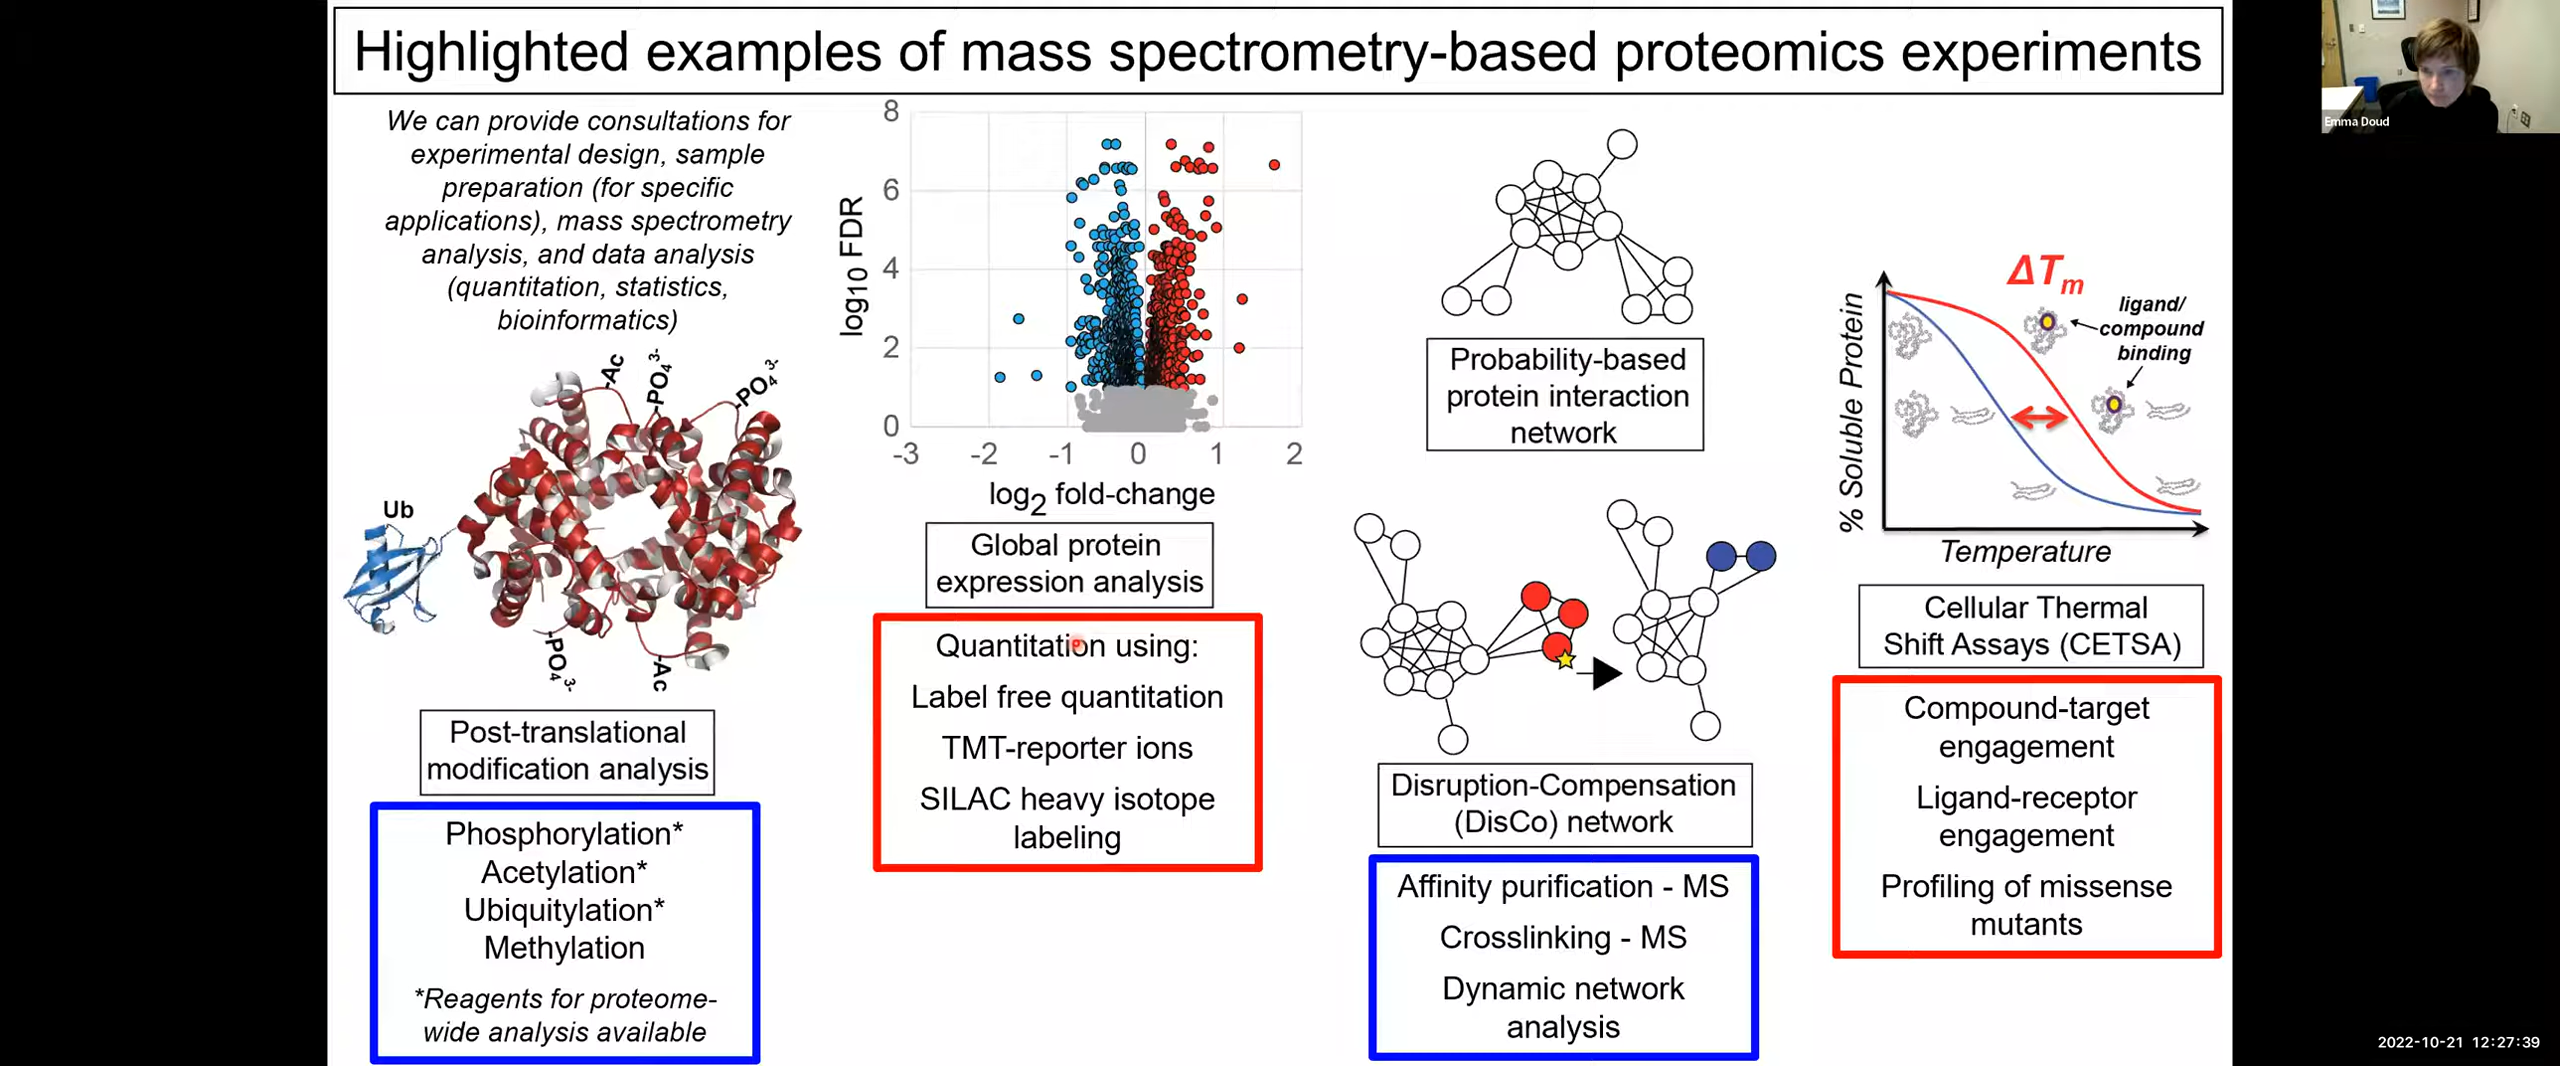 Highlighted examples of mass spectrometry-based proteomics experiments
Emma Doud
We can provide consultations for
experimental design, sample
preparation (for specific
applications), mass spectrometry
analysis, and data analysis
(quantitation, statistics,
bioinformatics)
-Ac
-PO₄³⁻
-PO₄³⁻
Ub
-PO₄³⁻
-Ac
Post-translational
modification analysis
Phosphorylation*
Acetylation*
Ubiquitylation*
Methylation
*Reagents for proteome-
wide analysis available
log₁₀ FDR
8
6
4
2
0
-3 -2 -1 0 1 2
log₂ fold-change
Global protein
expression analysis
Quantitation using:
Label free quantitation
TMT-reporter ions
SILAC heavy isotope
labeling
Probability-based
protein interaction
network
Disruption-Compensation
(DisCo) network
Affinity purification - MS
Crosslinking - MS
Dynamic network
analysis
% Soluble Protein
ΔTₘ
ligand/
compound
binding
Temperature
Cellular Thermal
Shift Assays (CETSA)
Compound-target
engagement
Ligand-receptor
engagement
Profiling of missense
mutants
2022-10-21 12:27:39